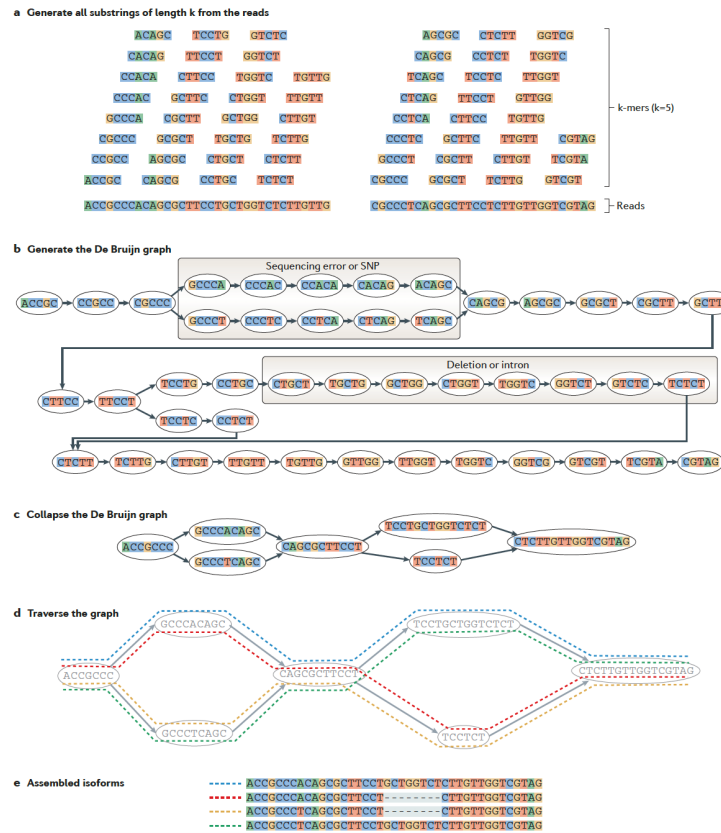 a Generate all substrings of length k from the reads
ACAGC TCCTG GTCTC AGCGC CTCTT GGTCG
CACAG TTCCT GGTCT CAGCG CCTCT TGGTC
CCACA CTTCC TGGTC TGTTG TCAGC TCCTC TTGGT
CCCAC GCTTC CTGGT TTGTT CTCAG TTCCT GTTGG
k-mers (k=5)
GCCCA CGCTT GCTGG CTTGT CCTCA CTTCC TGTTG
CGCCC GCGCT TGCTG TCTTG CCCTC GCTTC TTGTT CGTAG
CCGCC AGCGC CTGCT CTCTT GCCCT CGCTT CTTGT TCGTA
ACCGC CAGCG CCTGC TCTCT CGCCC GCGCT TCTTG GTCGT
ACCGCCCACAGCGCTTCCTGCTGGTCTCTTGTTG CGCCCTCAGCGCTTCCTCTTGTTGGTCGTAG Reads
b Generate the De Bruijn graph
Sequencing error or SNP
GCCCA CCCAC CCACA CACAG ACAGC
ACCGC CCGCC CGCCC CAGCG AGCGC GCGCT CGCTT GCTT
GCCCT CCCTC CCTCA CTCAG TCAGC
Deletion or intron
TCCTG CCTGC CTGCT TGCTG GCTGG CTGGT TGGTC GGTCT GTCTC TCTCT
CTTCC TTCCT
TCCTC CCTCT
CTCTT TCTTG CTTGT TTGTT TGTTG GTTGG TTGGT TGGTC GGTCG GTCGT TCGTA CGTAG
c Collapse the De Bruijn graph
GCCCACAGC TCCTGCTGGTCTCT
ACCGCCC CAGCGCTTCCT CTCTTGTTGGTCGTAG
GCCCTCAGC TCCTCT
d Traverse the graph
GCCCACAGC TCCTGCTGGTCTCT
ACCGCCC CAGCGCTTCCT CTCTTGTTGGTCGTAG
GCCCTCAGC TCCTCT
e Assembled isoforms
ACCGCCCACAGCGCTTCCTGCTGGTCTCTTGTTGGTCGTAG
ACCGCCCACAGCGCTTCCT--------CTTGTTGGTCGTAG
ACCGCCCTCAGCGCTTCCT--------CTTGTTGGTCGTAG
ACCGCCCTCAGCGCTTCCTGCTGGTCTCTTGTTGGTCGTAG